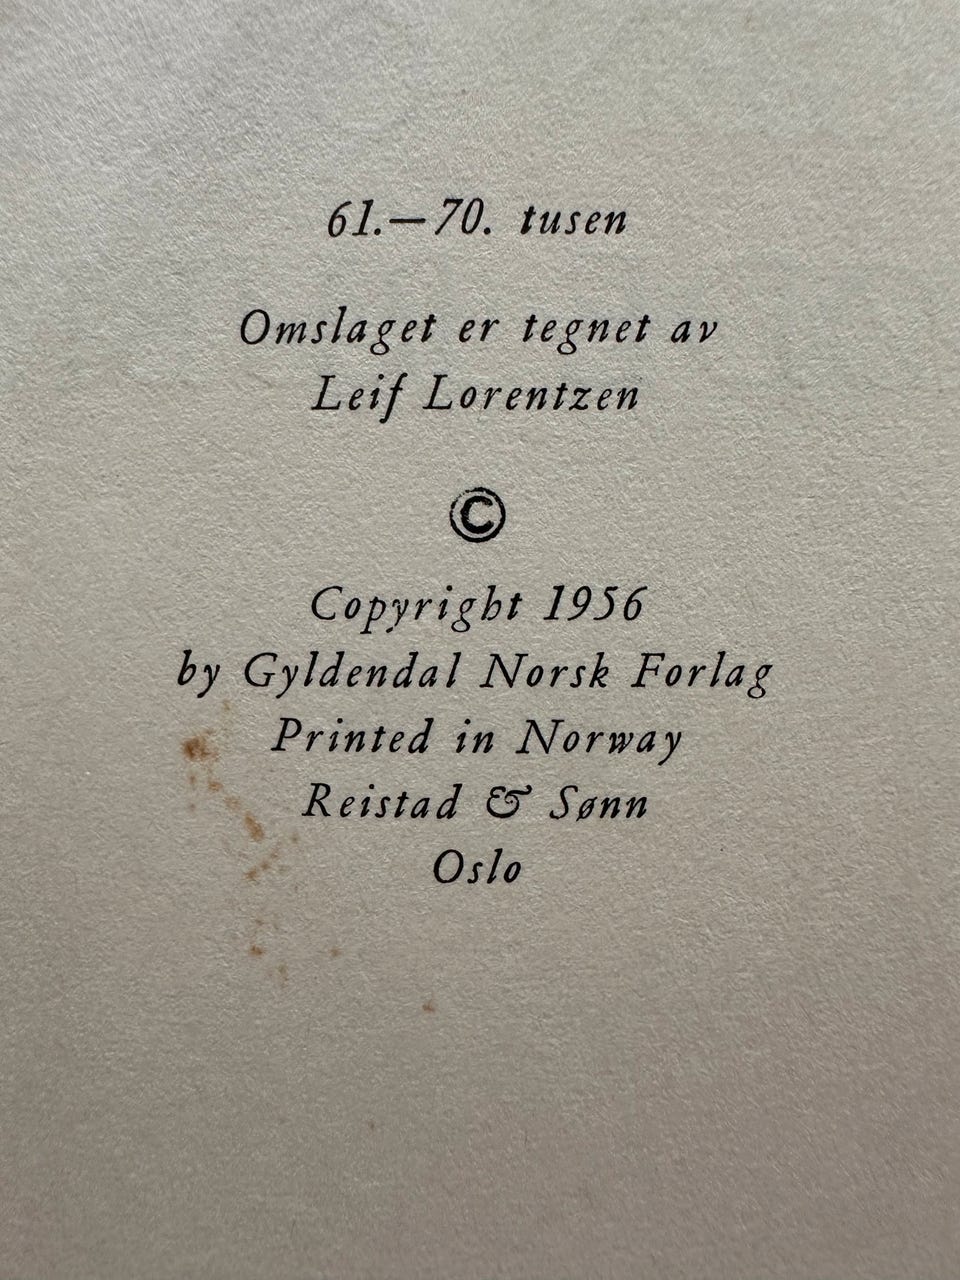 61.—70. tusen
Omslaget er tegnet av
Leif Lorentzen
©
Copyright 1956
by Gyldendal Norsk Forlag
Printed in Norway
Reistad & Sønn
Oslo